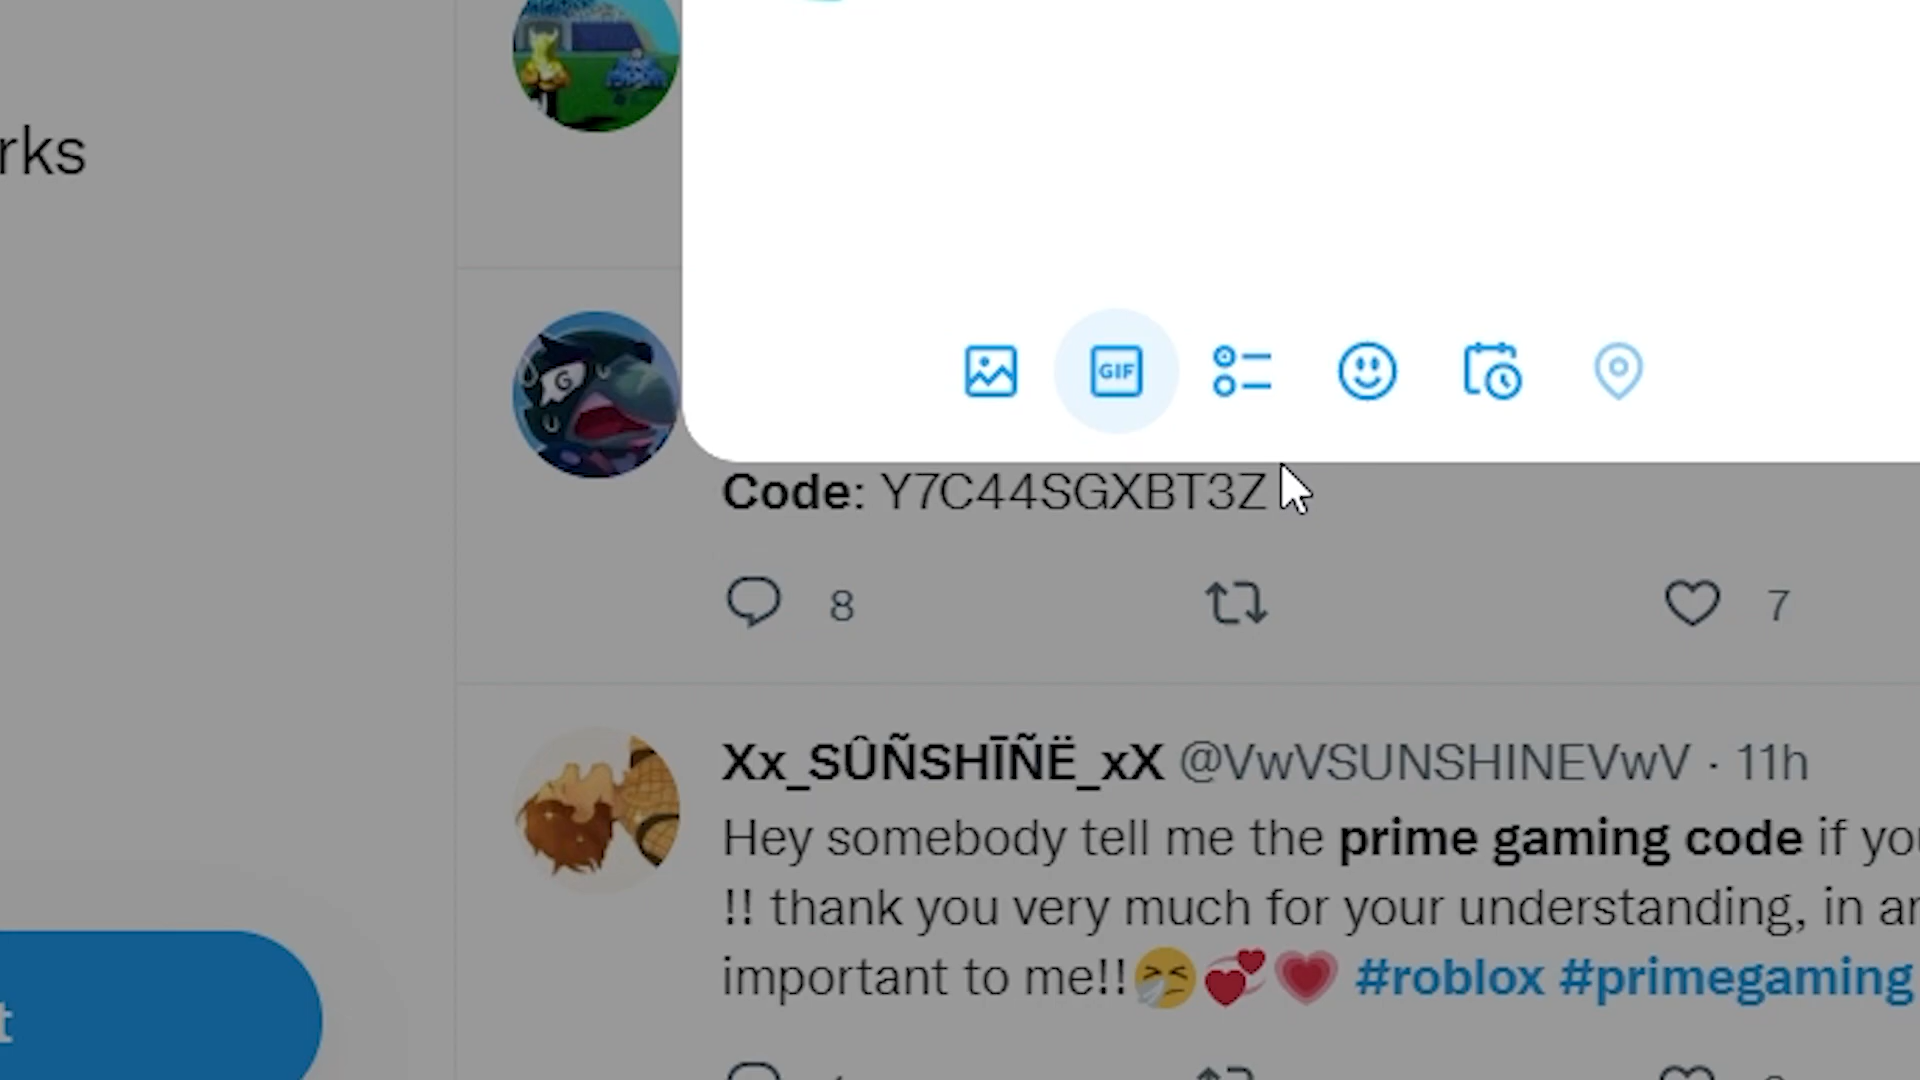 rks
GIF
Code: Y7C44SGXBT3Z
8
7
Xx_SÛÑSHĪÑË_xX @VwVSUNSHINEVwV · 11h
Hey somebody tell me the prime gaming code if yo
!! thank you very much for your understanding, in
important to me!!🤧💞💗 #roblox #primegaming
t